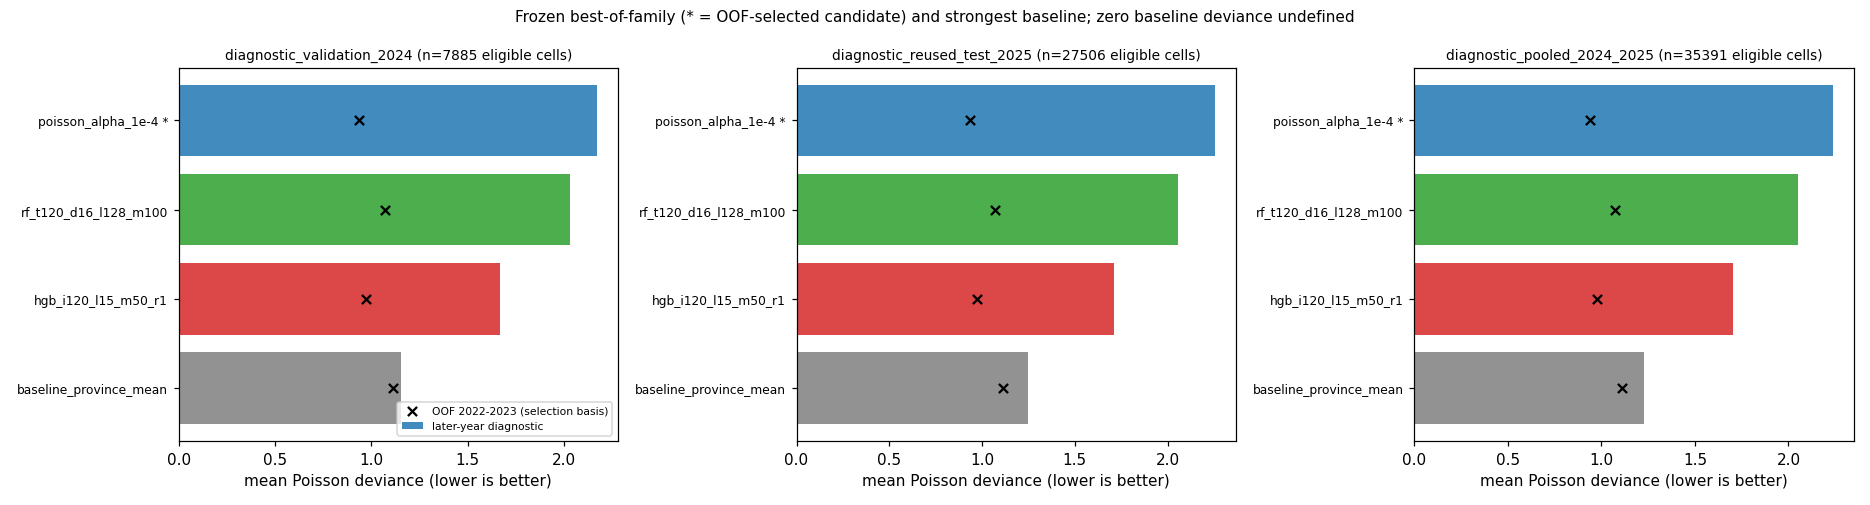 Frozen best-of-family (* = OOF-selected candidate) and strongest baseline; zero baseline deviance undefined
diagnostic_validation_2024 (n=7885 eligible cells)
poisson_alpha_1e-4 *
rf_t120_d16_l128_m100
hgb_i120_l15_m50_r1
baseline_province_mean
OOF 2022-2023 (selection basis)
later-year diagnostic
0.0 0.5 1.0 1.5 2.0
mean Poisson deviance (lower is better)
diagnostic_reused_test_2025 (n=27506 eligible cells)
poisson_alpha_1e-4 *
rf_t120_d16_l128_m100
hgb_i120_l15_m50_r1
baseline_province_mean
0.0 0.5 1.0 1.5 2.0
mean Poisson deviance (lower is better)
diagnostic_pooled_2024_2025 (n=35391 eligible cells)
poisson_alpha_1e-4 *
rf_t120_d16_l128_m100
hgb_i120_l15_m50_r1
baseline_province_mean
0.0 0.5 1.0 1.5 2.0
mean Poisson deviance (lower is better)